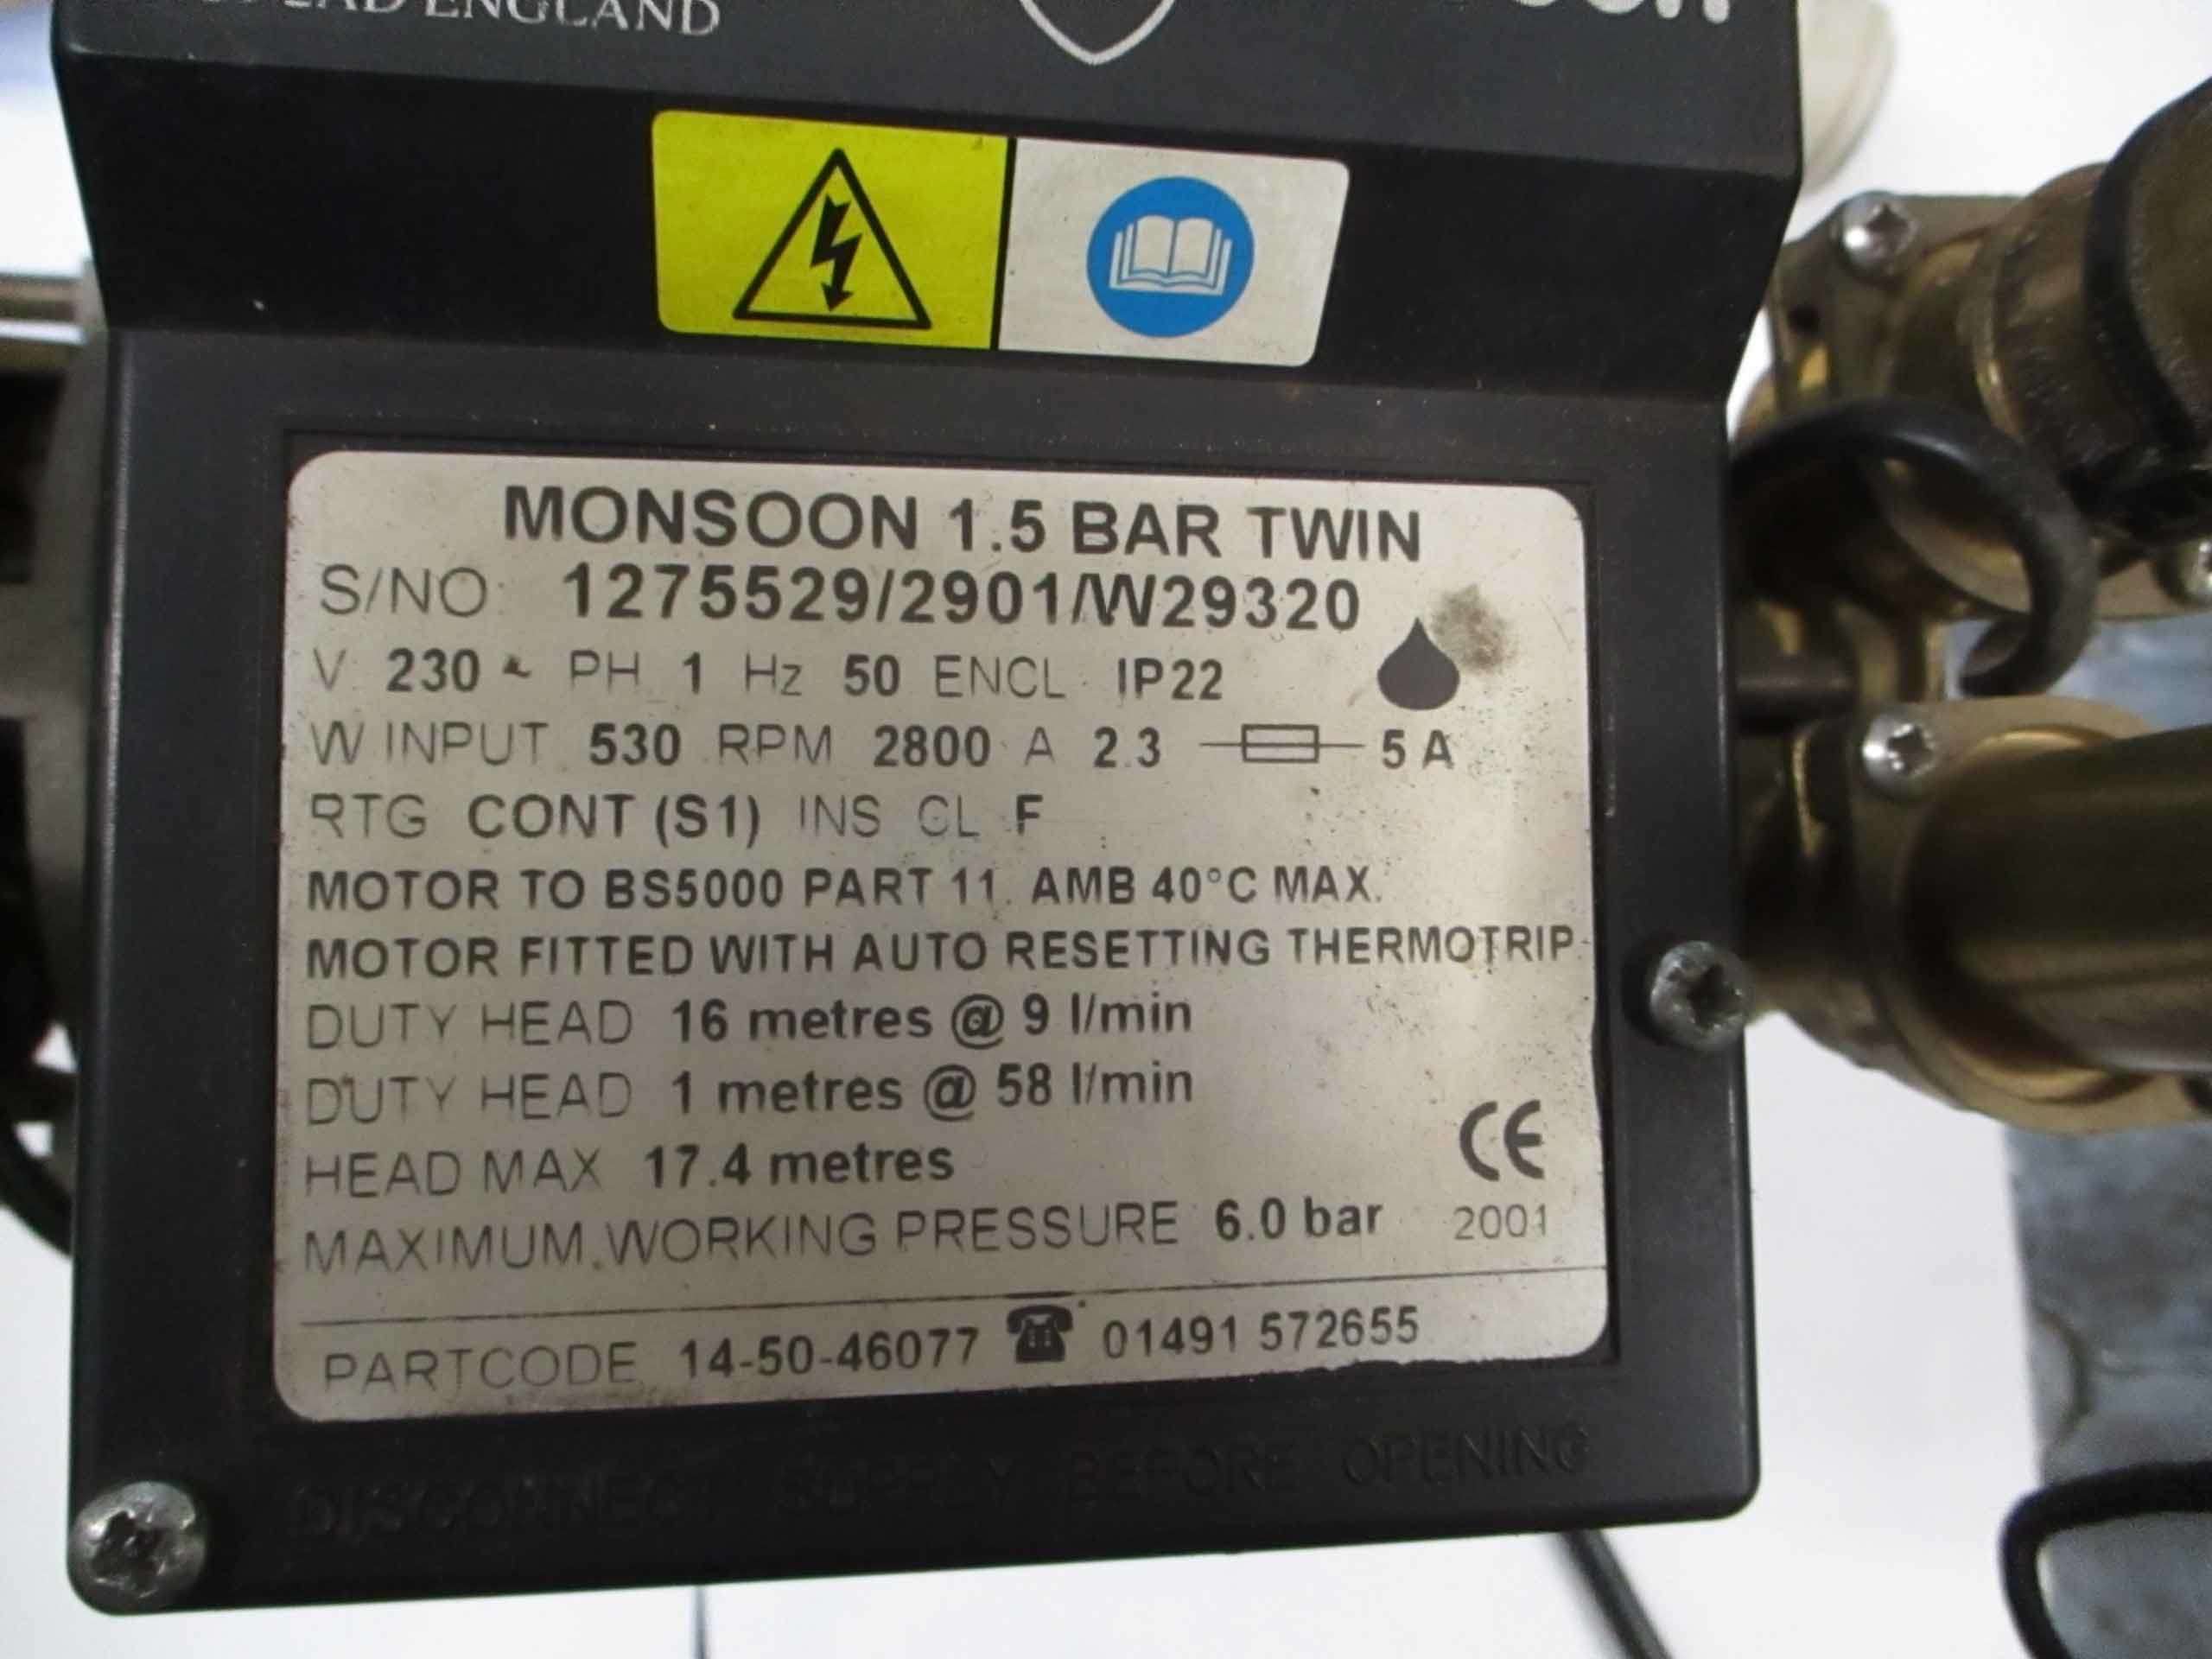 ENGLAND
MONSOON 1.5 BAR TWIN
S/NO: 1275529/2901/W29320
V 230 ~ PH 1 Hz 50 ENCL IP22
W INPUT 530 RPM 2800 A 2.3 5 A
RTG CONT (S1) INS CL F
MOTOR TO BS5000 PART 11. AMB 40°C MAX.
MOTOR FITTED WITH AUTO RESETTING THERMOTRIP
DUTY HEAD 16 metres @ 9 l/min
DUTY HEAD 1 metres @ 58 l/min
HEAD MAX 17.4 metres
CE
MAXIMUM WORKING PRESSURE 6.0 bar 2001
PARTCODE 14-50-46077 ☎ 01491 572655
DISCONNECT SUPPLY BEFORE OPENING